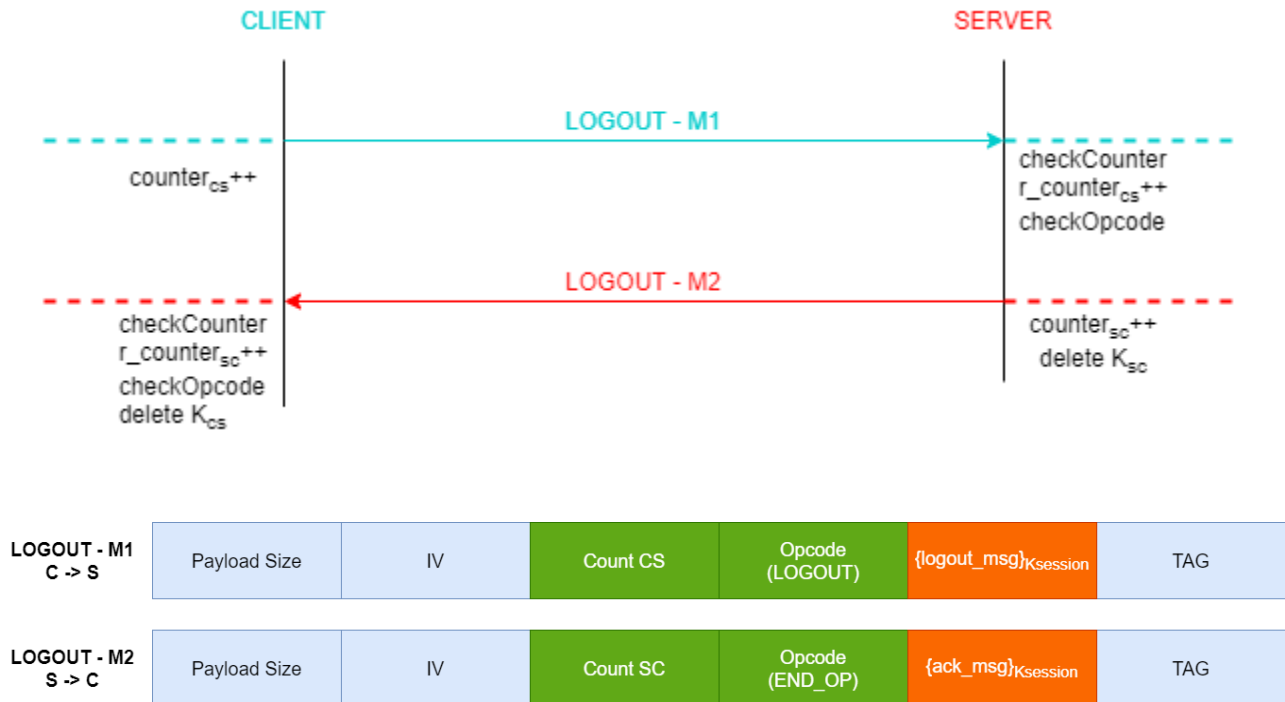 CLIENT
SERVER
LOGOUT - M1
counter_cs++
checkCounter
r_counter_cs++
checkOpcode
LOGOUT - M2
checkCounter
r_counter_sc++
checkOpcode
delete K_cs
counter_sc++
delete K_sc
LOGOUT - M1
C -> S
Payload Size
IV
Count CS
Opcode
(LOGOUT)
{logout_msg}Ksession
TAG
LOGOUT - M2
S -> C
Payload Size
IV
Count SC
Opcode
(END_OP)
{ack_msg}Ksession
TAG